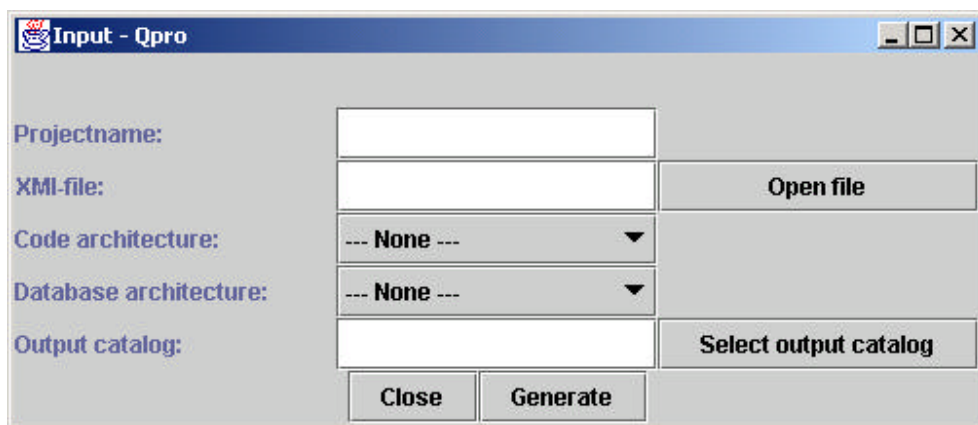 Input - Qpro
Projectname:
XMI-file: Open file
Code architecture: --- None ---
Database architecture: --- None ---
Output catalog: Select output catalog
Close Generate